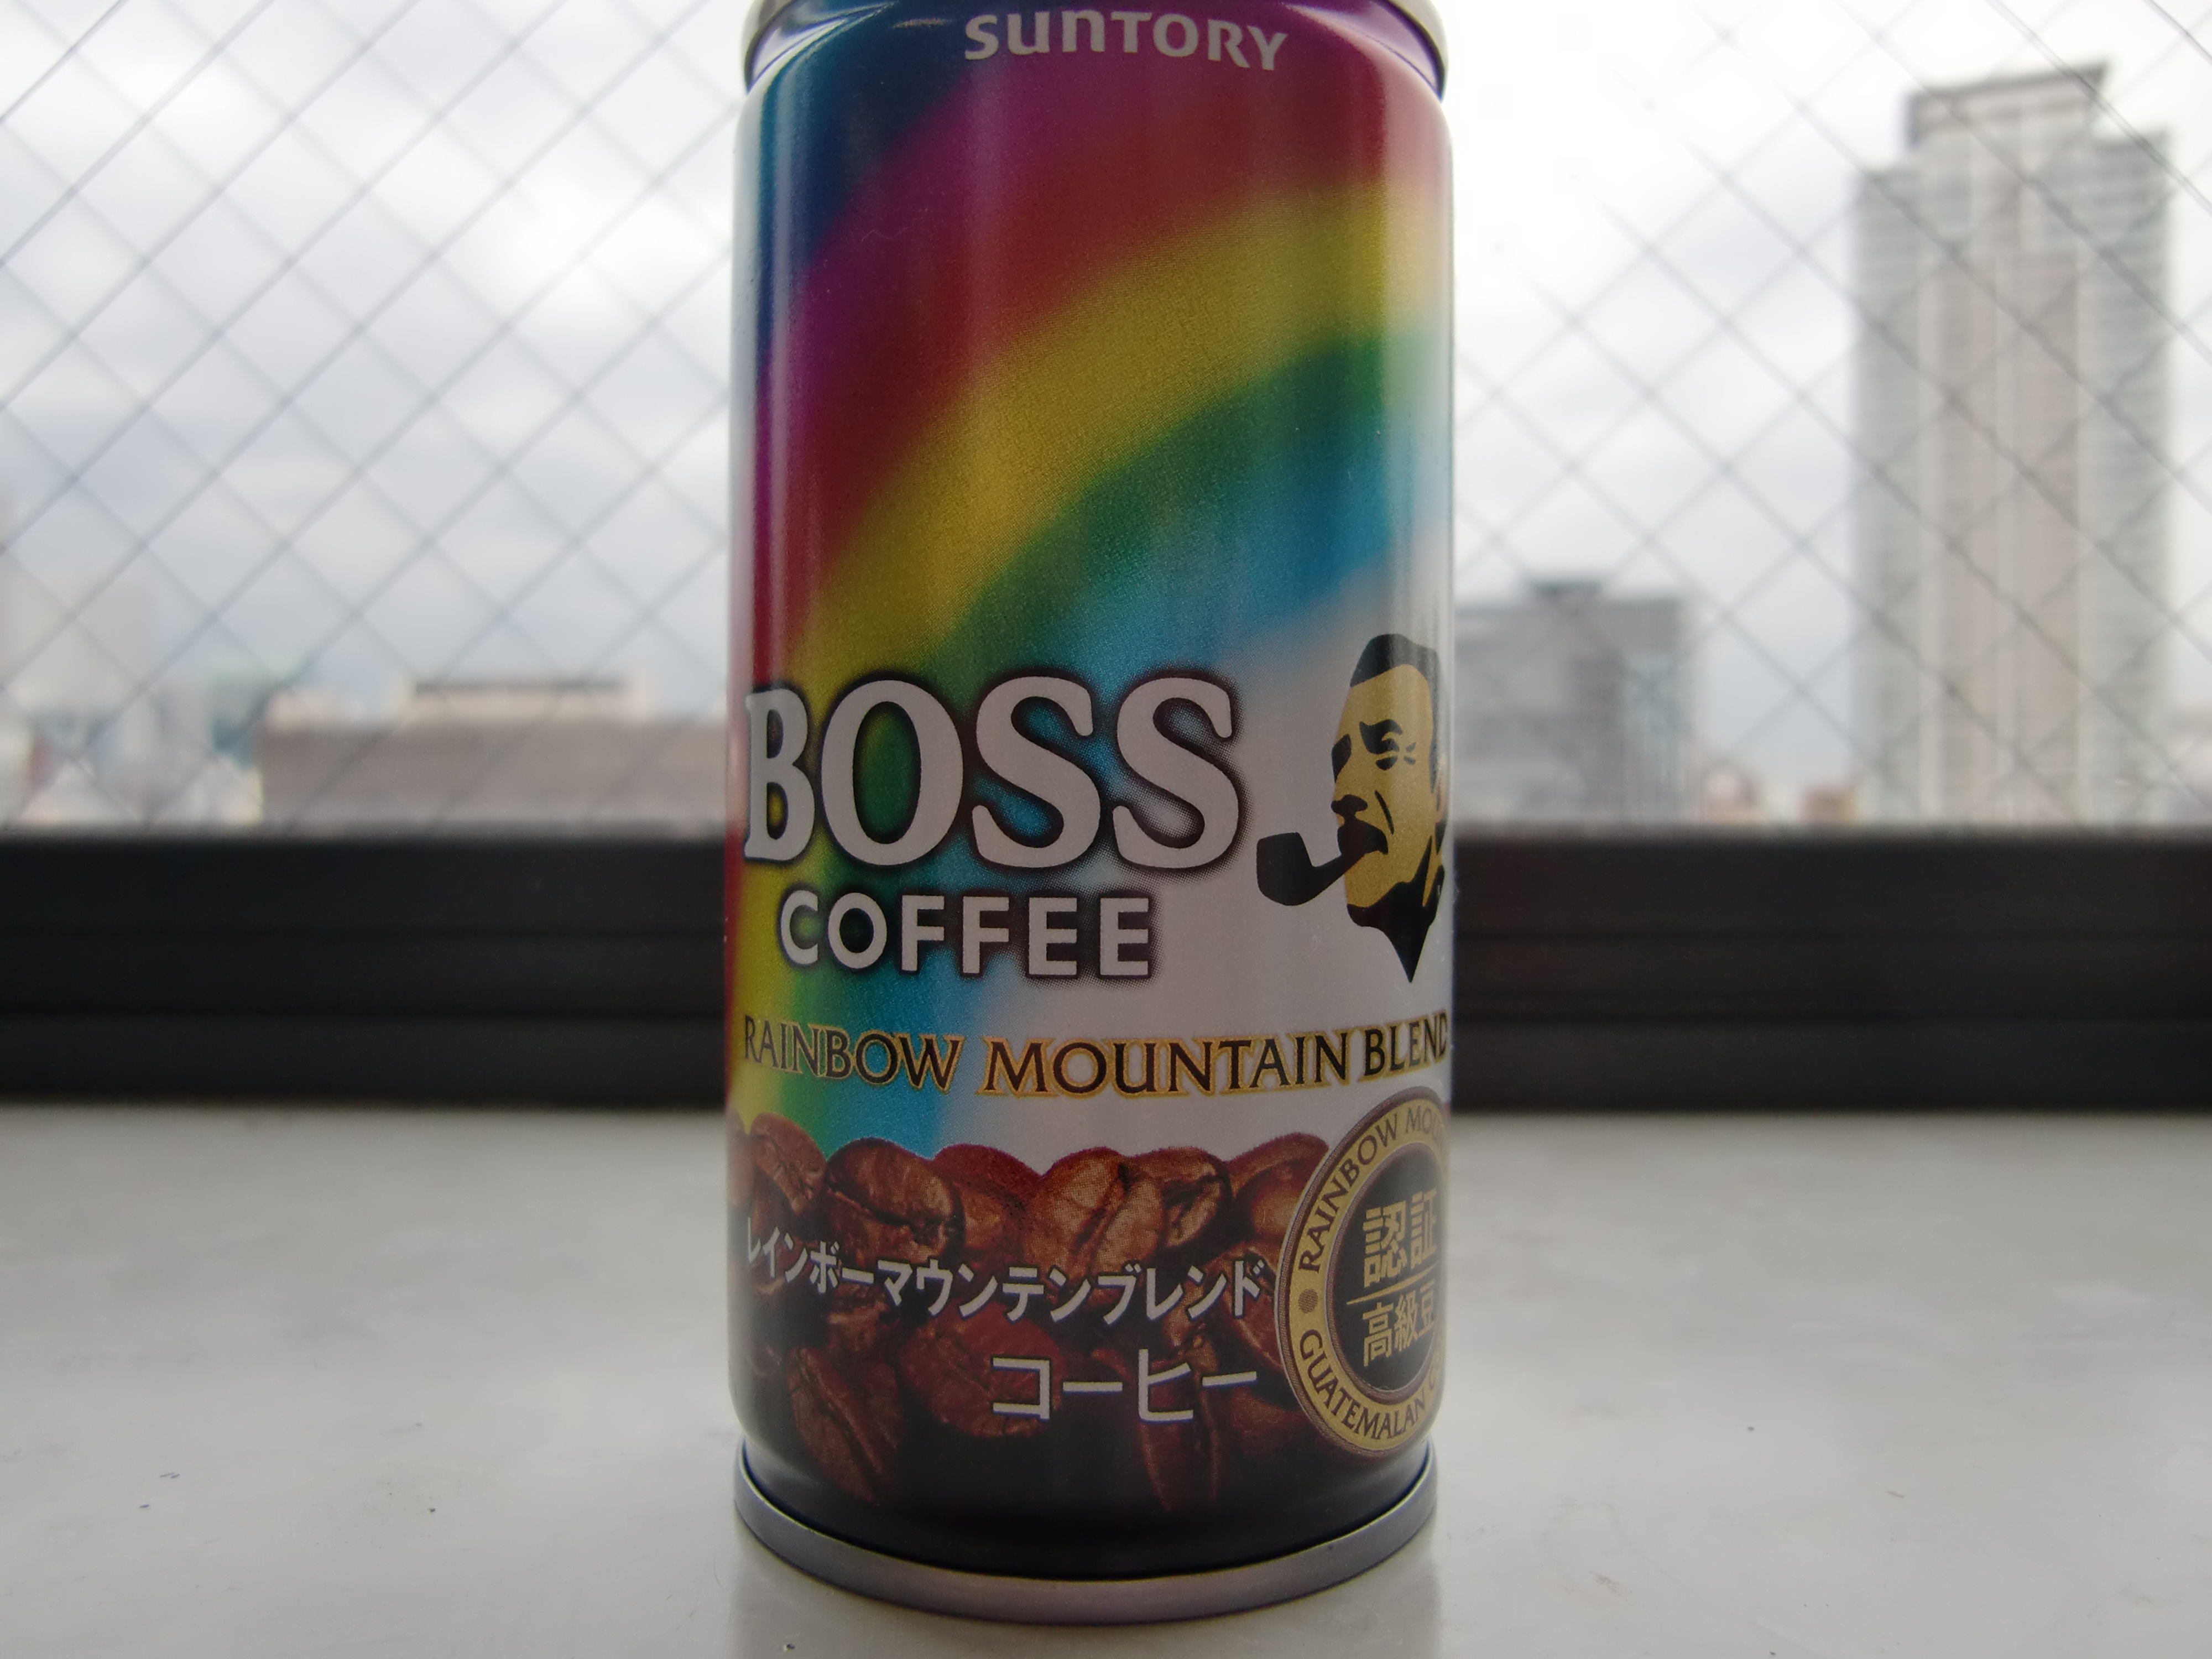 SUNTORY
BOSS
COFFEE
RAINBOW MOUNTAIN BLEND
レインボーマウンテンブレンド
コーヒー
RAINBOW
認証
高級豆
GUATEMALAN